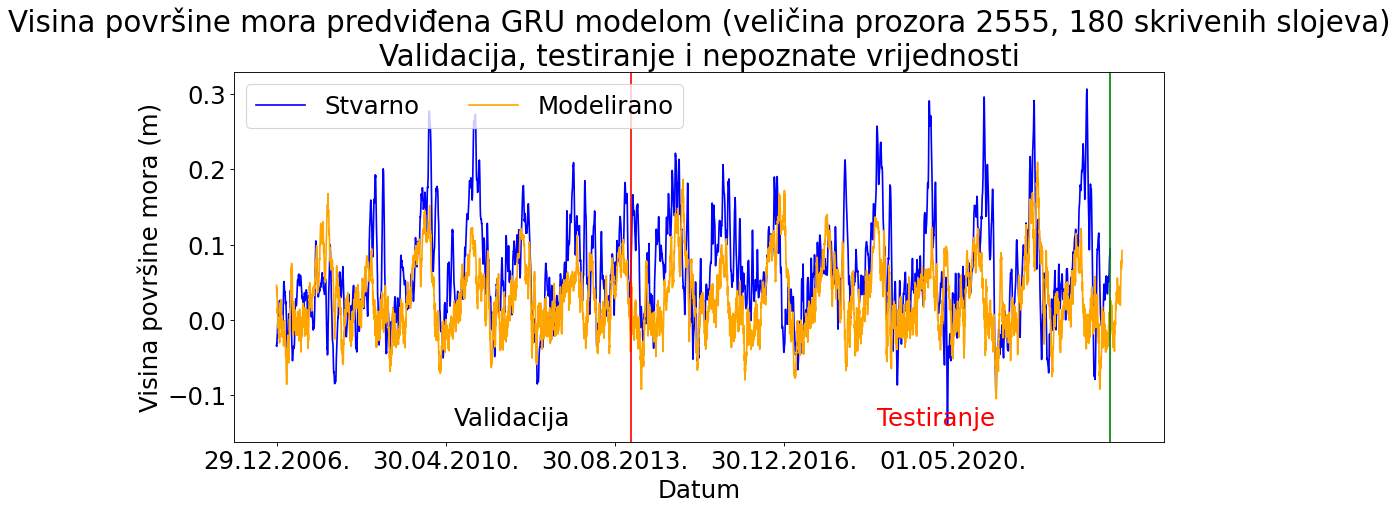 Visina površine mora predviđena GRU modelom (veličina prozora 2555, 180 skrivenih slojeva)
Validacija, testiranje i nepoznate vrijednosti
Stvarno Modelirano
Visina površine mora (m)
0.3
0.2
0.1
0.0
−0.1
Validacija Testiranje
29.12.2006. 30.04.2010. 30.08.2013. 30.12.2016. 01.05.2020.
Datum